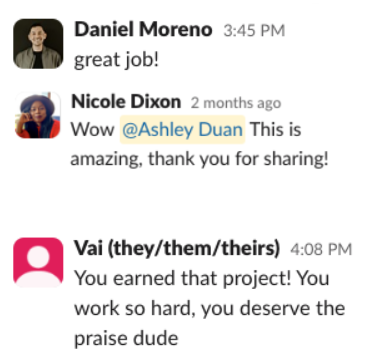 Daniel Moreno 3:45 PM
great job!
Nicole Dixon 2 months ago
Wow @Ashley Duan This is
amazing, thank you for sharing!
Vai (they/them/theirs) 4:08 PM
You earned that project! You
work so hard, you deserve the
praise dude